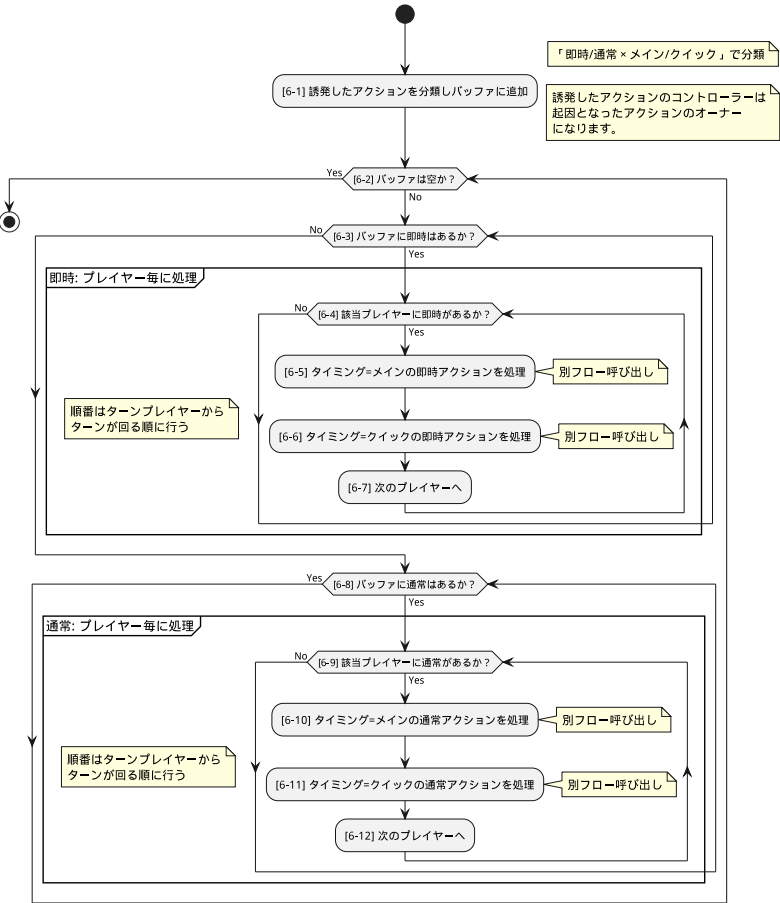 「即時/通常 × メイン/クイック」で分類
[6-1] 誘発したアクションを分類しバッファに追加
誘発したアクションのコントローラーは
起因となったアクションのオーナー
になります。
Yes
[6-2] バッファは空か？
No
No
[6-3] バッファに即時はあるか？
Yes
即時: プレイヤー毎に処理
No
[6-4] 該当プレイヤーに即時があるか？
Yes
[6-5] タイミング=メインの即時アクションを処理
別フロー呼び出し
順番はターンプレイヤーから
ターンが回る順に行う
[6-6] タイミング=クイックの即時アクションを処理
別フロー呼び出し
[6-7] 次のプレイヤーへ
Yes
[6-8] バッファに通常はあるか？
Yes
通常: プレイヤー毎に処理
No
[6-9] 該当プレイヤーに通常があるか？
Yes
[6-10] タイミング=メインの通常アクションを処理
別フロー呼び出し
順番はターンプレイヤーから
ターンが回る順に行う
[6-11] タイミング=クイックの通常アクションを処理
別フロー呼び出し
[6-12] 次のプレイヤーへ